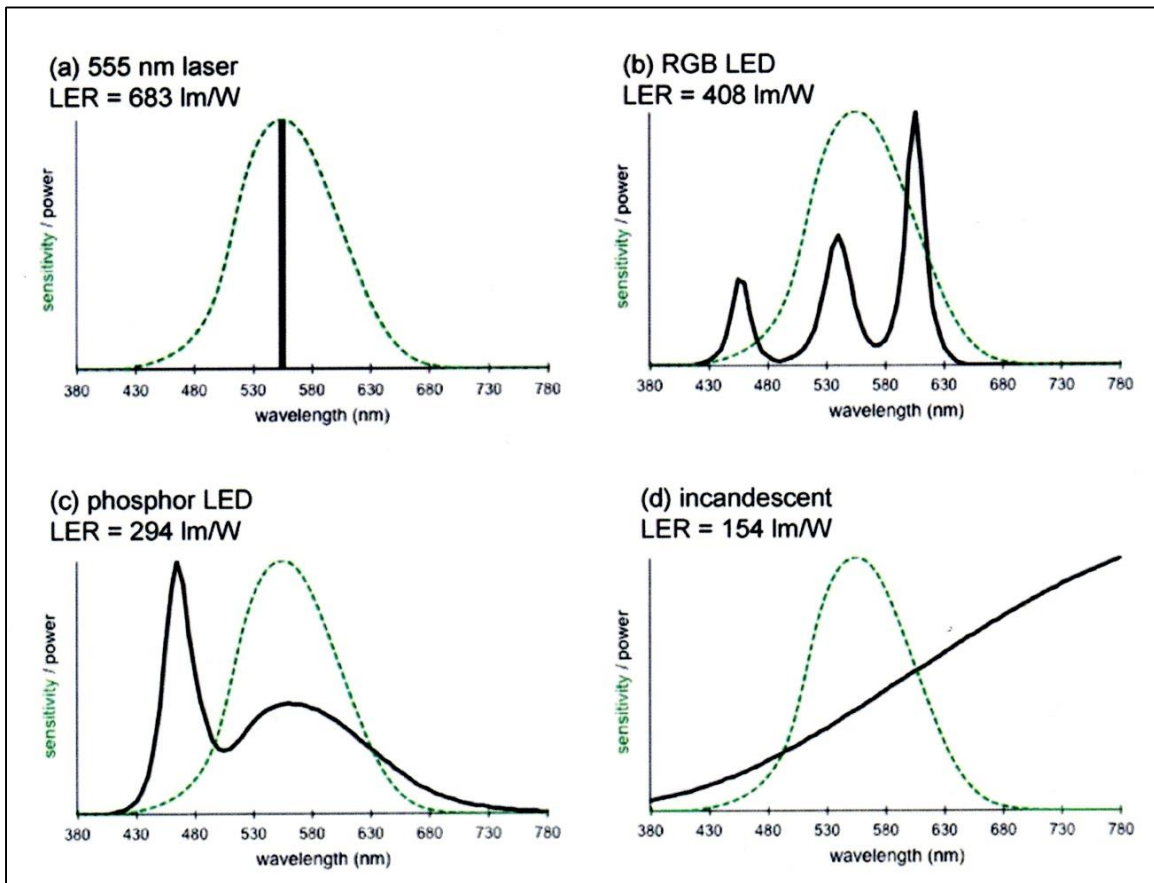 (a) 555 nm laser
LER = 683 lm/W
sensitivity / power
380 430 480 530 580 630 680 730 780
wavelength (nm)
(b) RGB LED
LER = 408 lm/W
sensitivity / power
380 430 480 530 580 630 680 730 780
wavelength (nm)
(c) phosphor LED
LER = 294 lm/W
sensitivity / power
380 430 480 530 580 630 680 730 780
wavelength (nm)
(d) incandescent
LER = 154 lm/W
sensitivity / power
380 430 480 530 580 630 680 730 780
wavelength (nm)